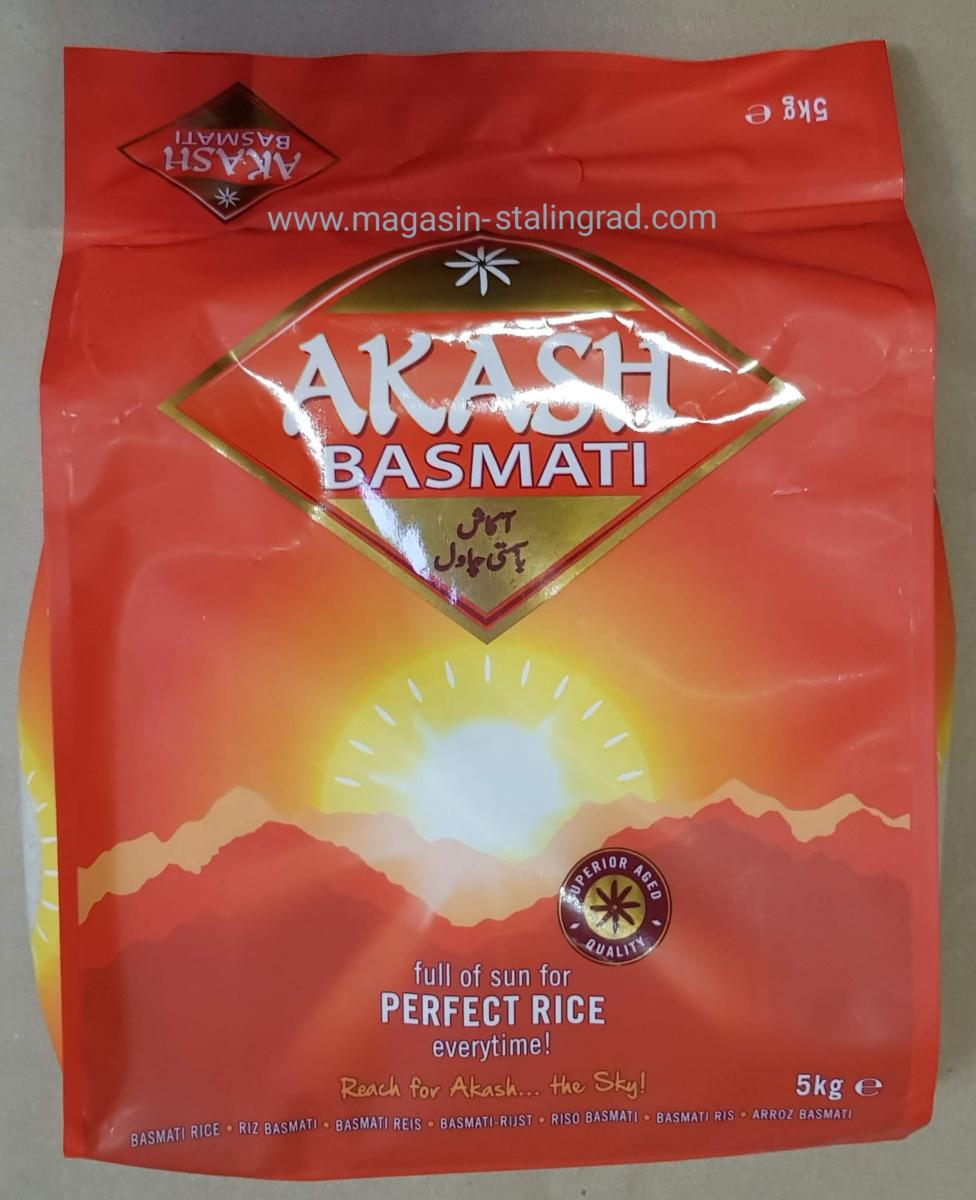 5kg e
AKASH
BASMATI
www.magasin-stalingrad.com
AKASH
BASMATI
آکاش
باسمتی چاول
SUPERIOR AGED
QUALITY
full of sun for
PERFECT RICE
everytime!
Reach for Akash... the Sky!
5kg e
BASMATI RICE • RIZ BASMATI • BASMATI REIS • BASMATI-RIJST • RISO BASMATI • BASMATI RIS • ARROZ BASMATI